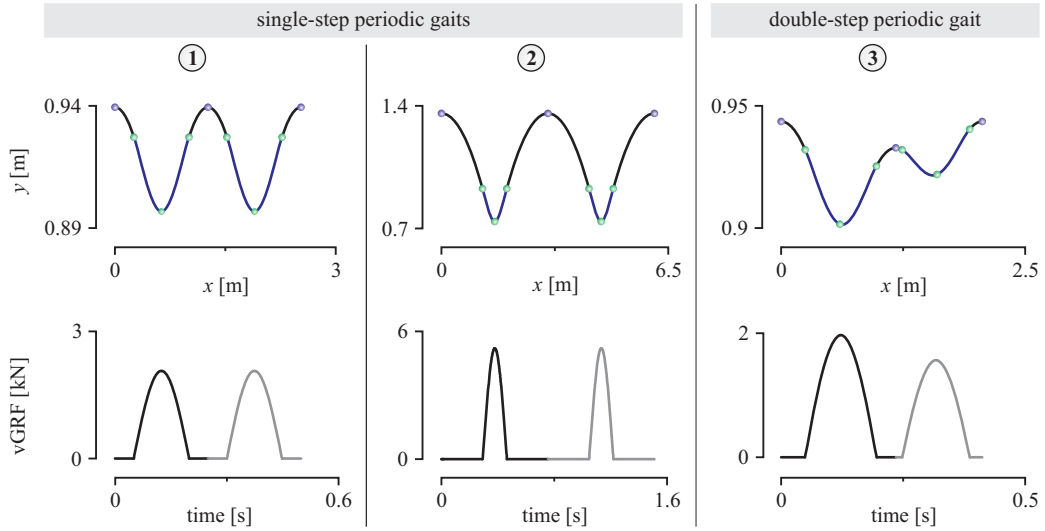 single-step periodic gaits
double-step periodic gait
1
2
3
0.94
0.89
y [m]
0
3
x [m]
1.4
0.7
0
6.5
x [m]
0.95
0.9
0
2.5
x [m]
3
0
vGRF [kN]
0
0.6
time [s]
6
0
0
1.6
time [s]
2
0
0
0.5
time [s]